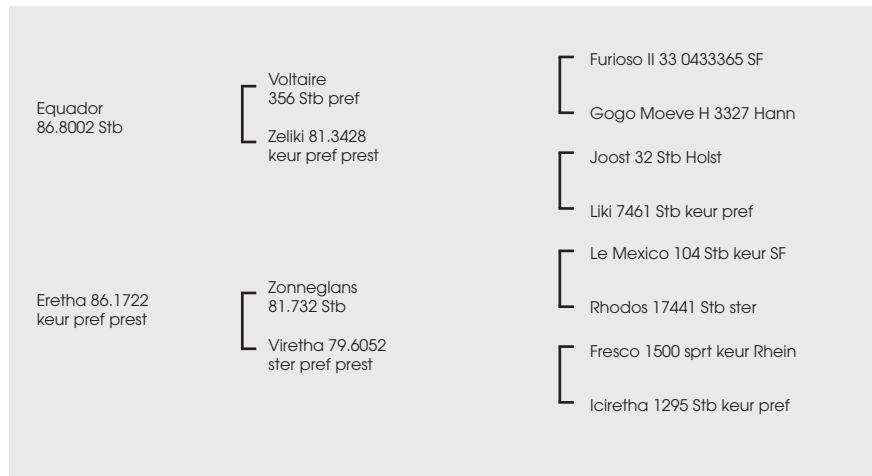 Equador
86.8002 Stb
Voltaire
356 Stb pref
Zeliki 81.3428
keur pref prest
Furioso II 33 0433365 SF
Gogo Moeve H 3327 Hann
Joost 32 Stb Holst
Liki 7461 Stb keur pref
Eretha 86.1722
keur pref prest
Zonneglans
81.732 Stb
Viretha 79.6052
ster pref prest
Le Mexico 104 Stb keur SF
Rhodos 17441 Stb ster
Fresco 1500 sprt keur Rhein
Iciretha 1295 Stb keur pref